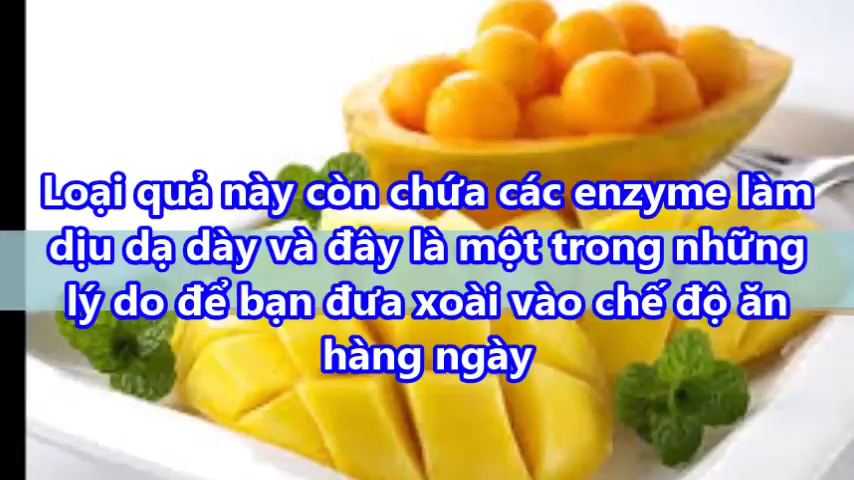 Loại quả này còn chứa các enzyme làm
dịu dạ dày và đây là một trong những
lý do để bạn đưa xoài vào chế độ ăn
hàng ngày